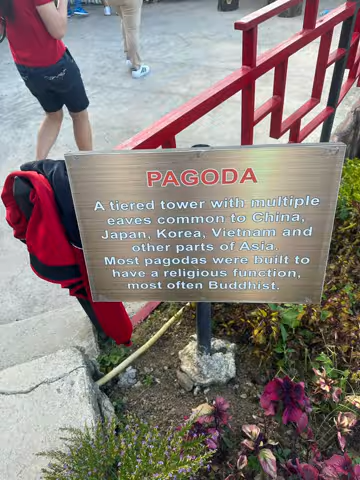 PAGODA
A tiered tower with multiple
eaves common to China,
Japan, Korea, Vietnam and
other parts of Asia.
Most pagodas were built to
have a religious function,
most often Buddhist.